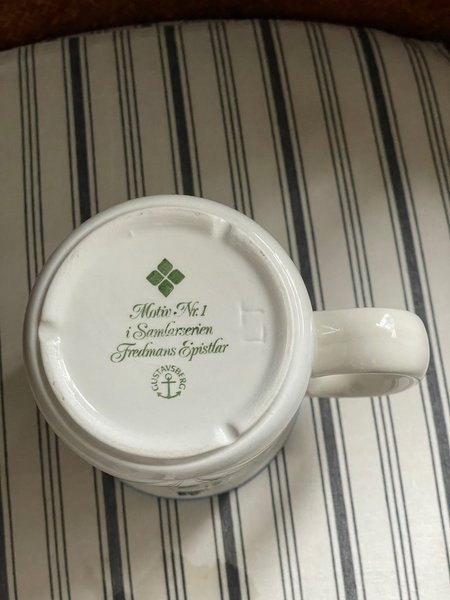 Motiv Nr. 1
i Samlarserien
Fredmans Epistlar
GUSTAVSBERG